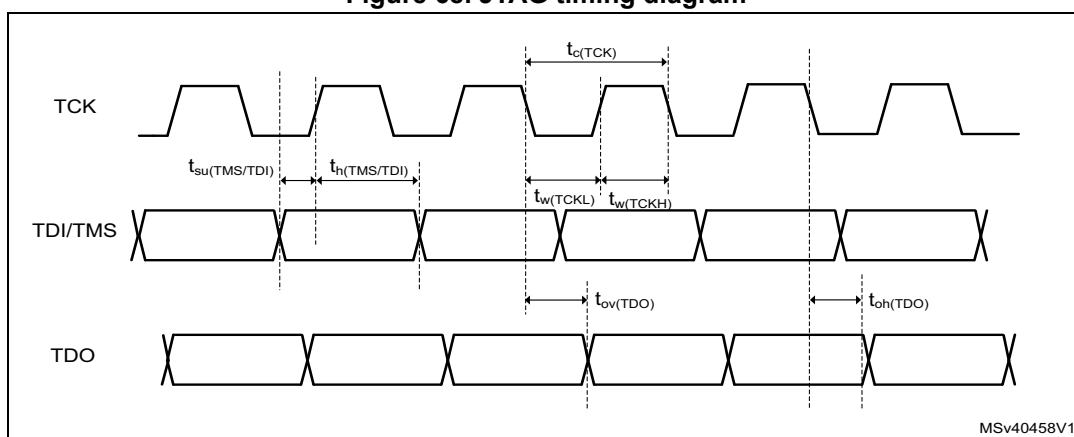 Figure 68. JTAG timing diagram
tc(TCK)
TCK
tsu(TMS/TDI)
th(TMS/TDI)
tw(TCKL)
tw(TCKH)
TDI/TMS
tov(TDO)
toh(TDO)
TDO
MSv40458V1